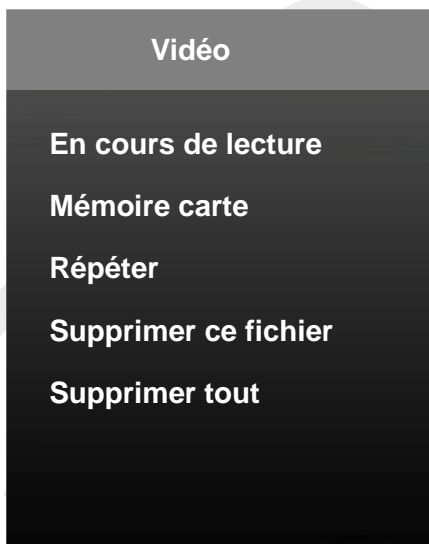 Vidéo
En cours de lecture
Mémoire carte
Répéter
Supprimer ce fichier
Supprimer tout